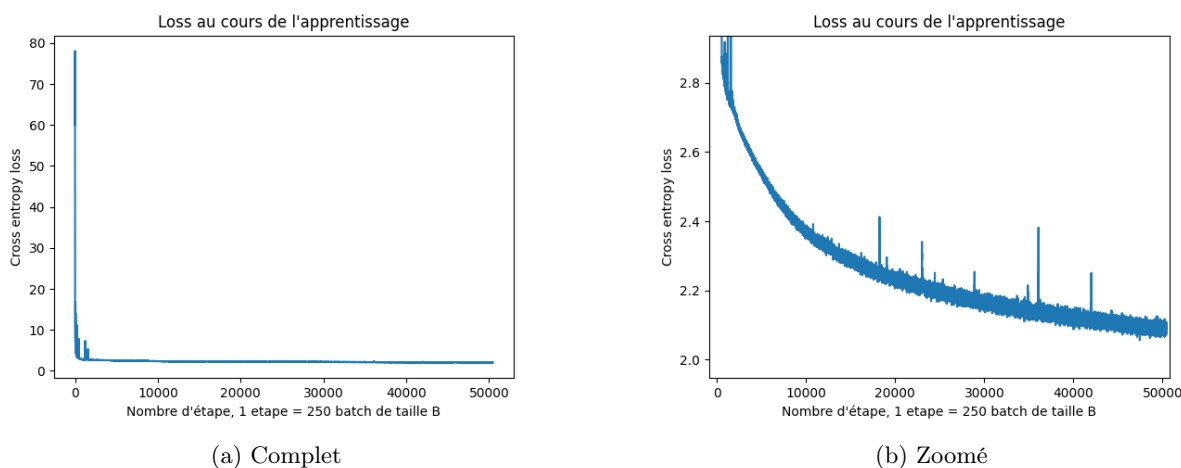 Loss au cours de l'apprentissage
80
70
60
50
40
30
20
10
0
Cross entropy loss
0 10000 20000 30000 40000 50000
Nombre d'étape, 1 etape = 250 batch de taille B
(a) Complet
Loss au cours de l'apprentissage
2.8
2.6
2.4
2.2
2.0
Cross entropy loss
0 10000 20000 30000 40000 50000
Nombre d'étape, 1 etape = 250 batch de taille B
(b) Zoomé